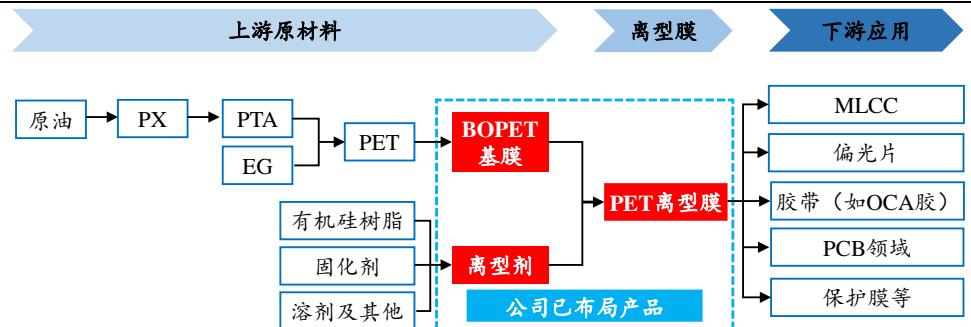 上游原材料
离型膜
下游应用
原油
PX
PTA
EG
PET
BOPET
基膜
有机硅树脂
固化剂
溶剂及其他
离型剂
PET离型膜
公司已布局产品
MLCC
偏光片
胶带（如OCA胶）
PCB领域
保护膜等